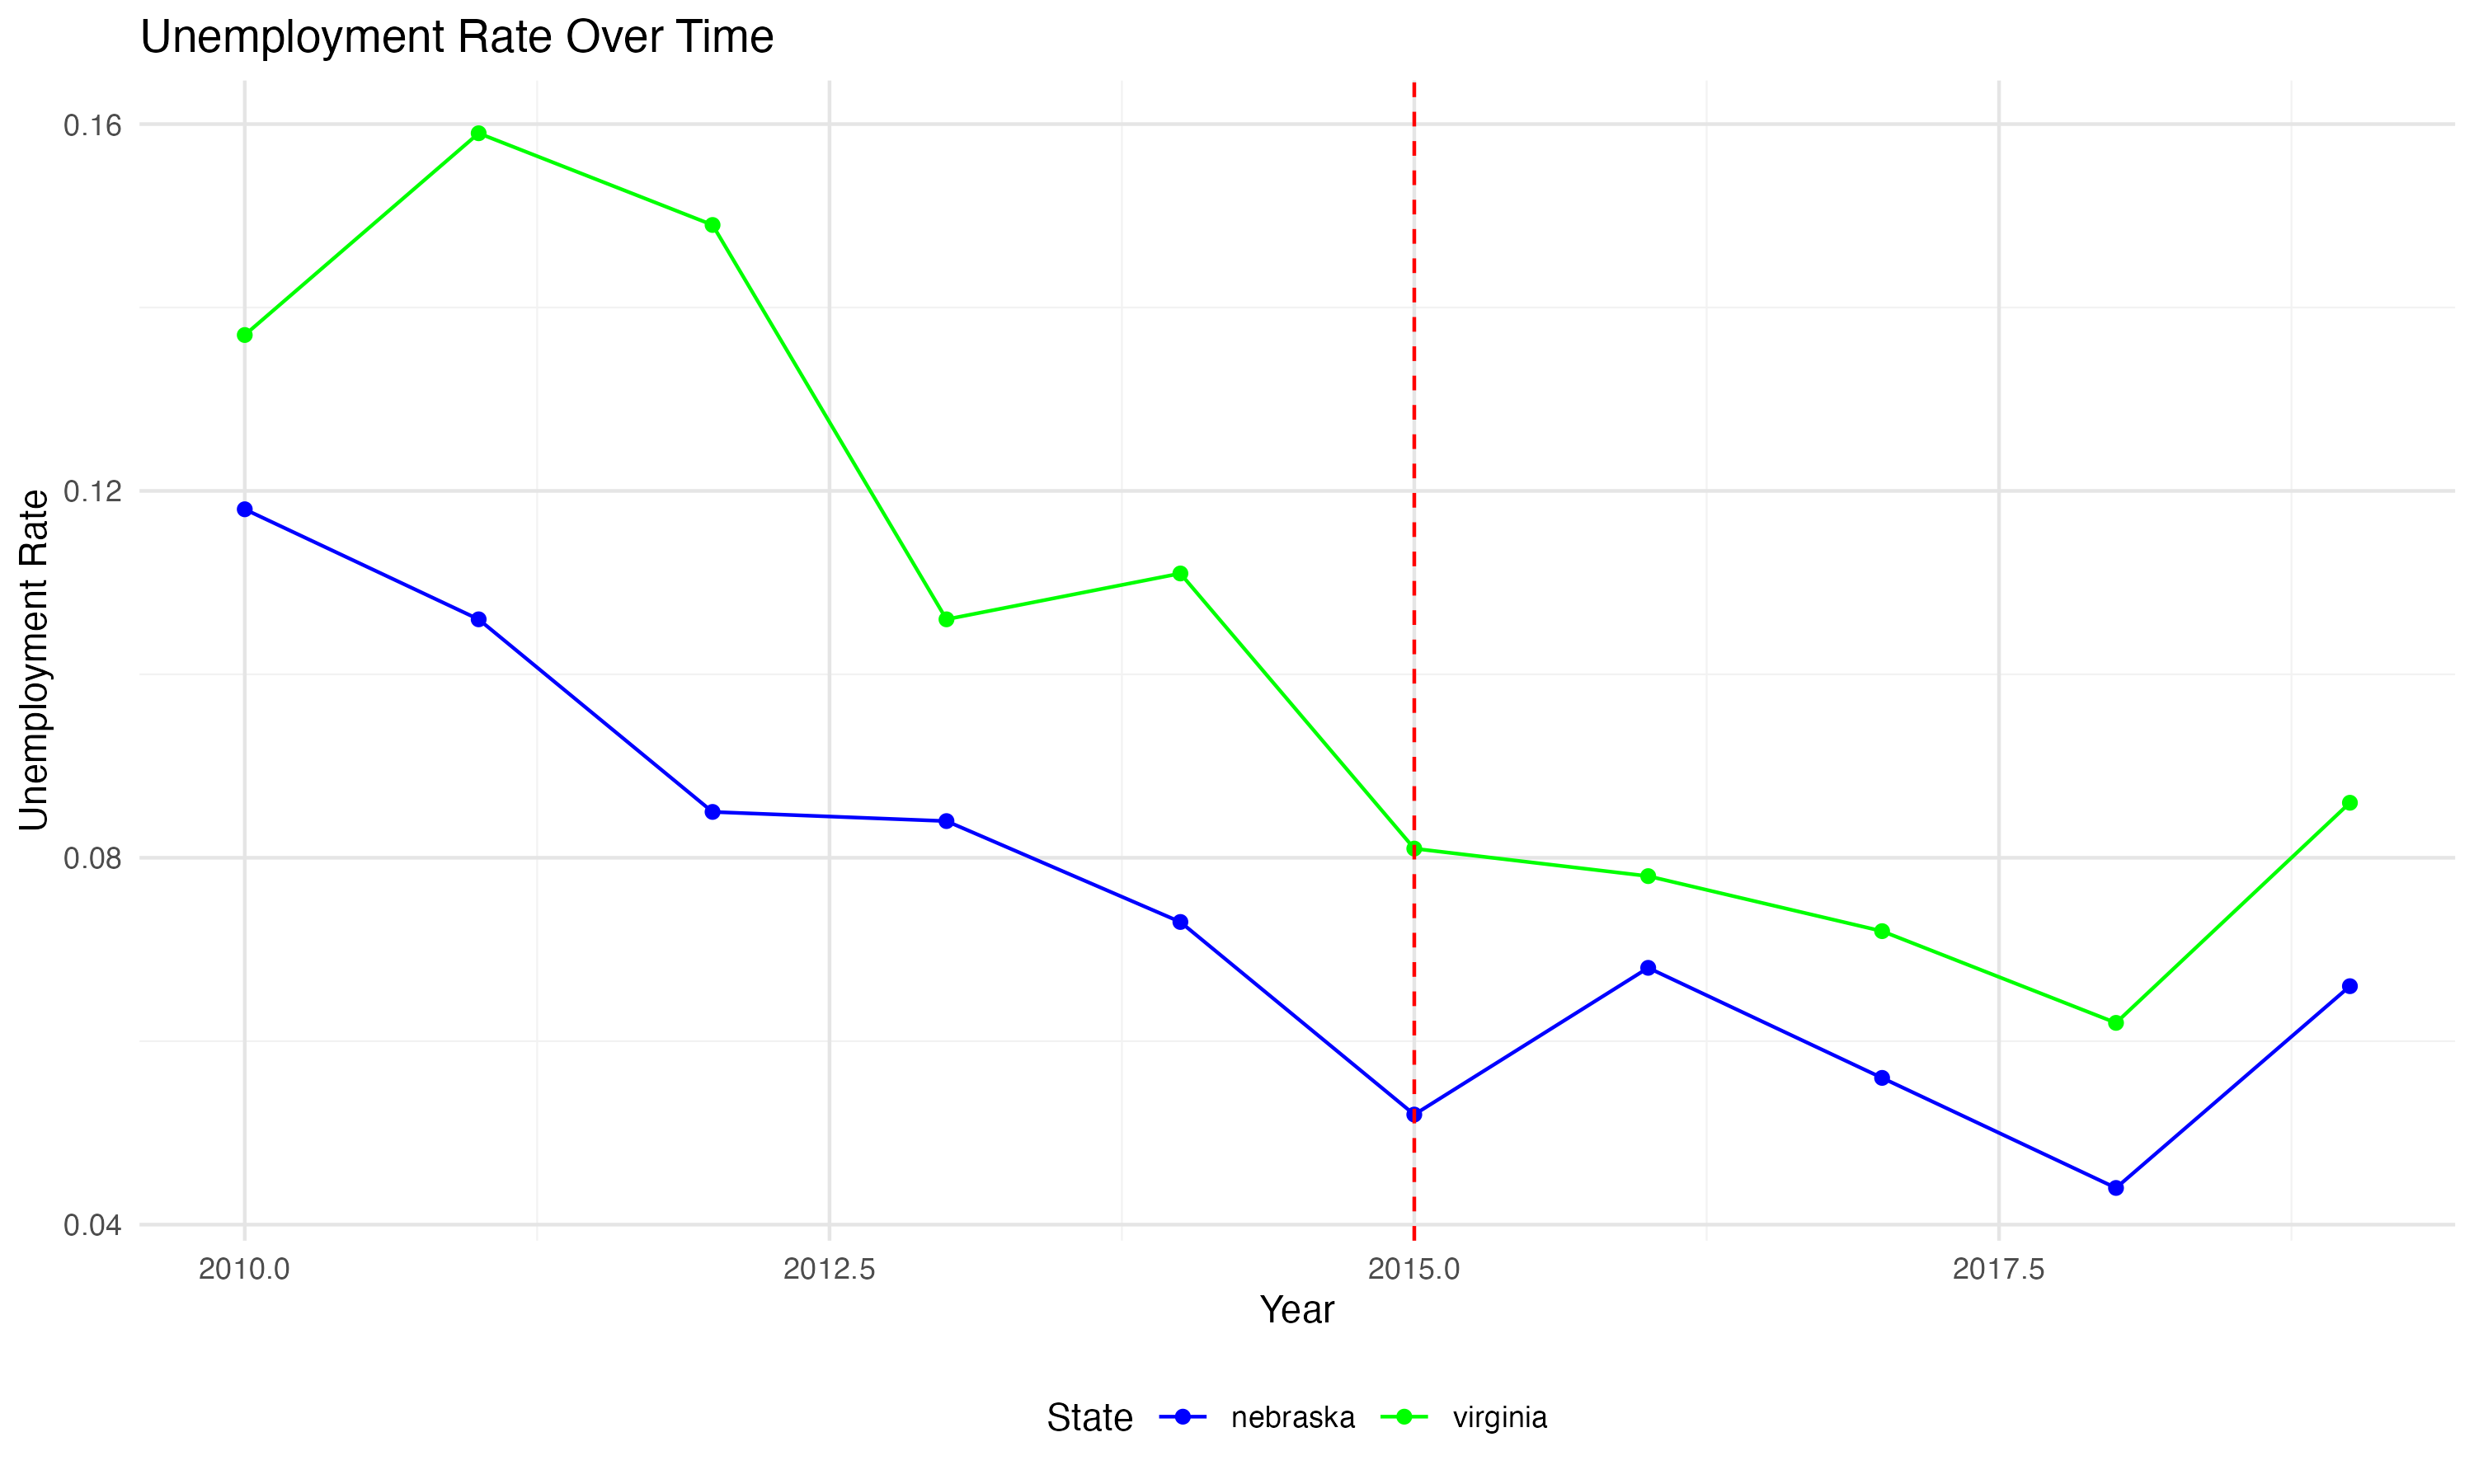 Unemployment Rate Over Time
Unemployment Rate
0.16
0.12
0.08
0.04
2010.0 2012.5 2015.0 2017.5
Year
State nebraska virginia